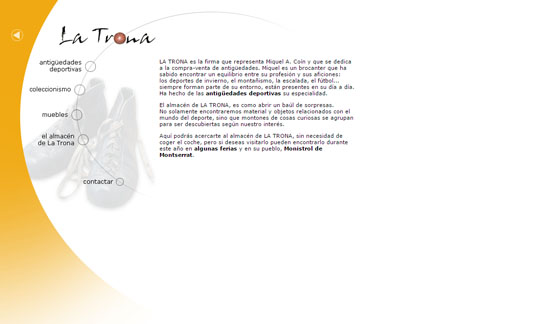 La Trona
antigüedades
deportivas
coleccionismo
muebles
el almacén
de La Trona
contactar
LA TRONA es la firma que representa Miquel A. Coín y que se dedica
a la compra-venta de antigüedades. Miquel es un brocanter que ha
sabido encontrar un equilibrio entre su profesión y sus aficiones:
los deportes de invierno, el montañismo, la escalada, el fútbol...
siempre forman parte de su entorno, están presentes en su día a día.
Ha hecho de las antigüedades deportivas su especialidad.
El almacén de LA TRONA, es como abrir un baúl de sorpresas.
No solamente encontraremos material y objetos relacionados con el
mundo del deporte, sino que montones de cosas curiosas se agrupan
para ser descubiertas según nuestro interés.
Aquí podrás acercarte al almacén de LA TRONA, sin necesidad de
coger el coche, pero si deseas visitarlo pueden encontrarlo durante
este año en algunas ferias y en su pueblo, Monistrol de
Montserrat.